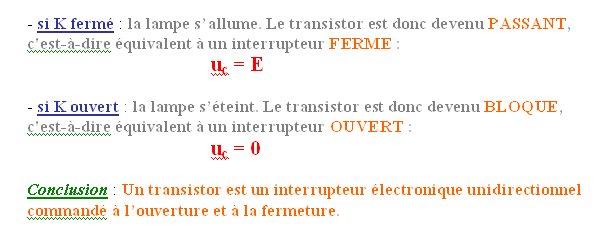 - si K fermé : la lampe s'allume. Le transistor est donc devenu PASSANT,
c'est-à-dire équivalent à un interrupteur FERME :
uc = E
- si K ouvert : la lampe s'éteint. Le transistor est donc devenu BLOQUE,
c'est-à-dire équivalent à un interrupteur OUVERT :
uc = 0
Conclusion : Un transistor est un interrupteur électronique unidirectionnel
commandé à l'ouverture et à la fermeture.